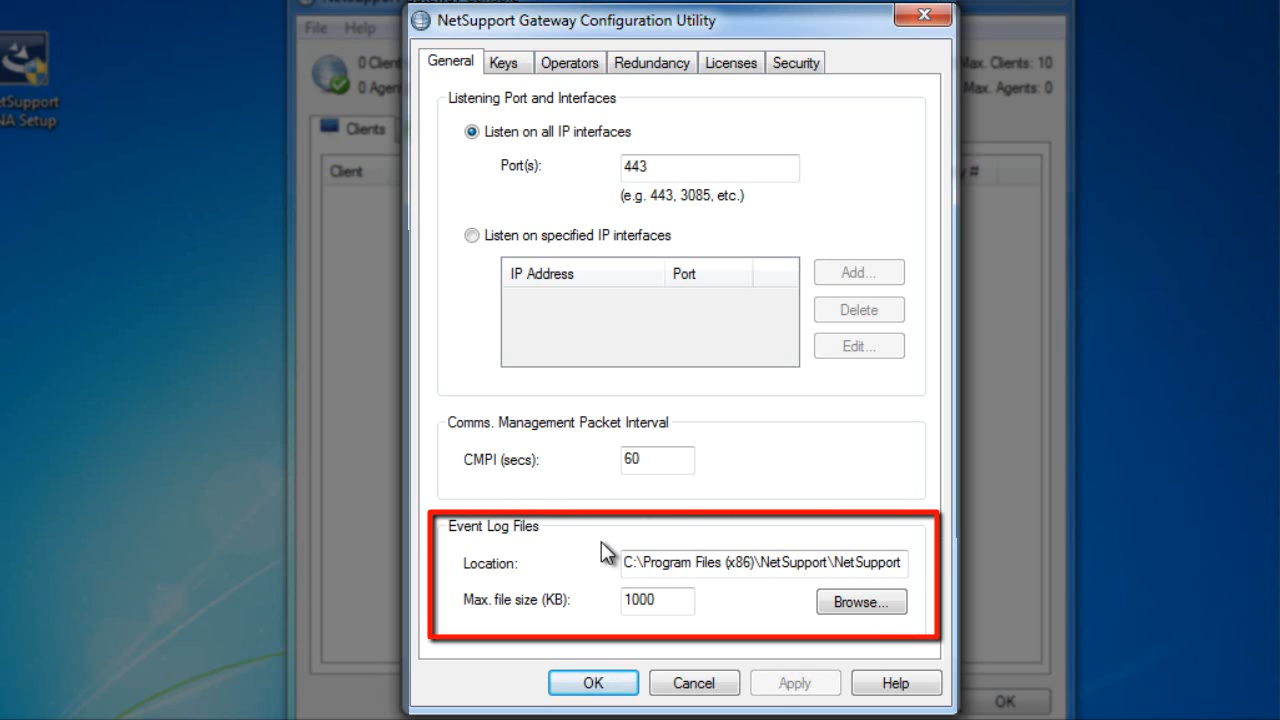 NetSupport Gateway Configuration Utility
File Help
General Keys Operators Redundancy Licenses Security
0 Clien
Max. Clients: 10
0 Agen
Max. Agents: 0
etSupport
NA Setup
Clients
Client
#
Listening Port and Interfaces
Listen on all IP interfaces
Port(s): 443
(e.g. 443, 3085, etc.)
Listen on specified IP interfaces
IP Address Port
Add...
Delete
Edit...
Comms. Management Packet Interval
CMPI (secs): 60
Event Log Files
Location: C:\Program Files (x86)\NetSupport\NetSupport
Max. file size (KB): 1000 Browse...
OK Cancel Apply Help
OK